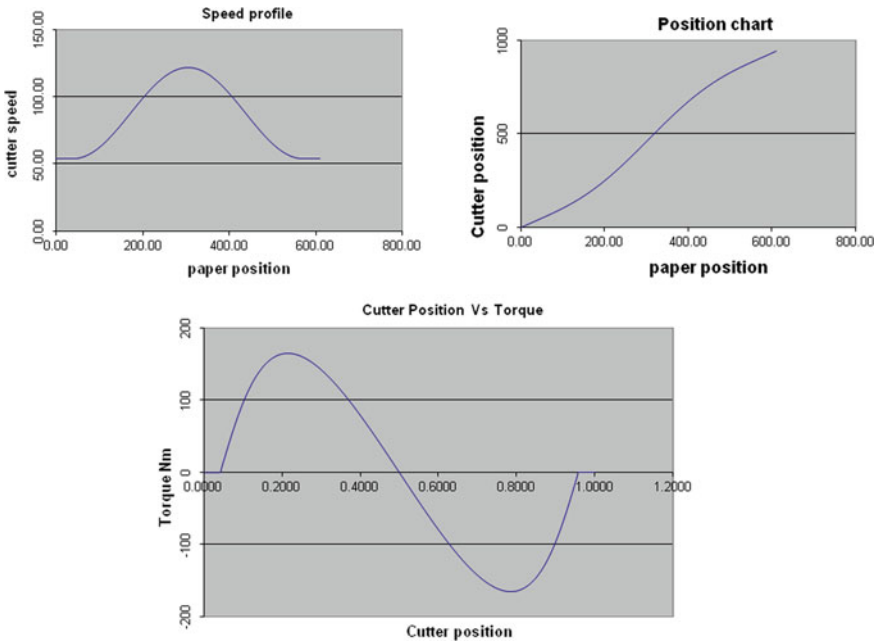 Speed profile
150.00
100.00
50.00
0.00
cutter speed
0.00 200.00 400.00 600.00 800.00
paper position
Position chart
1000
500
0
Cutter position
0.00 200.00 400.00 600.00 800.00
paper position
Cutter Position Vs Torque
200
100
0
-100
-200
Torque Nm
0.0000 0.2000 0.4000 0.6000 0.8000 1.0000 1.2000
Cutter position